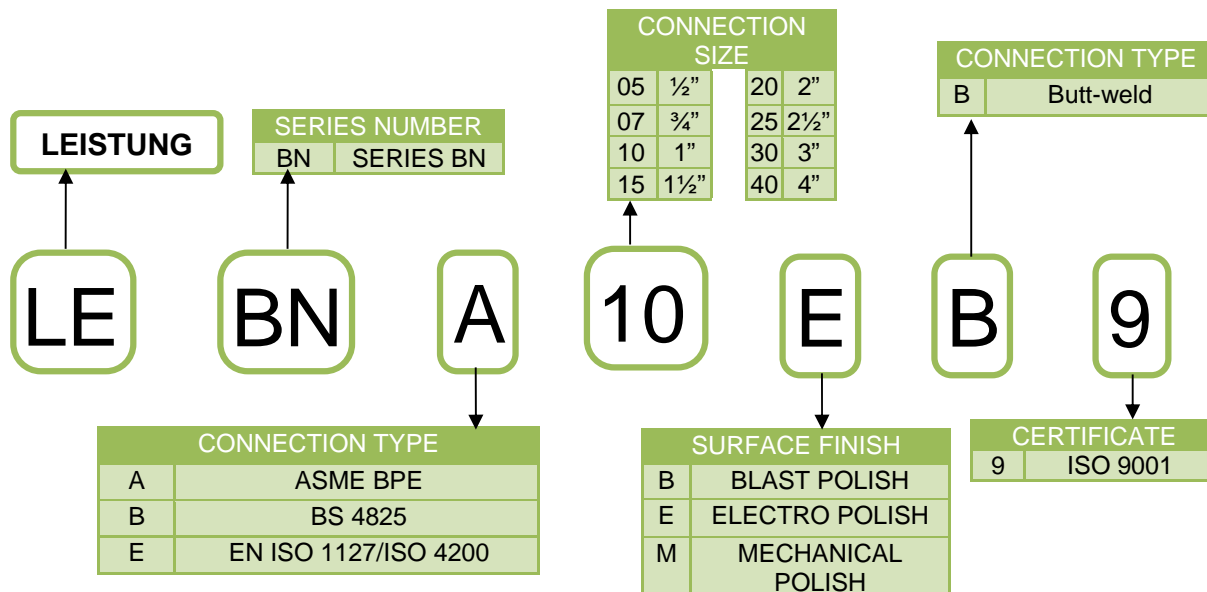 CONNECTION
SIZE
05 ½” 20 2”
07 ¾” 25 2½”
10 1” 30 3”
15 1½” 40 4”
CONNECTION TYPE
B Butt-weld
LEISTUNG
SERIES NUMBER
BN SERIES BN
LE BN A 10 E B 9
CONNECTION TYPE
A ASME BPE
B BS 4825
E EN ISO 1127/ISO 4200
SURFACE FINISH
B BLAST POLISH
E ELECTRO POLISH
M MECHANICAL
POLISH
CERTIFICATE
9 ISO 9001